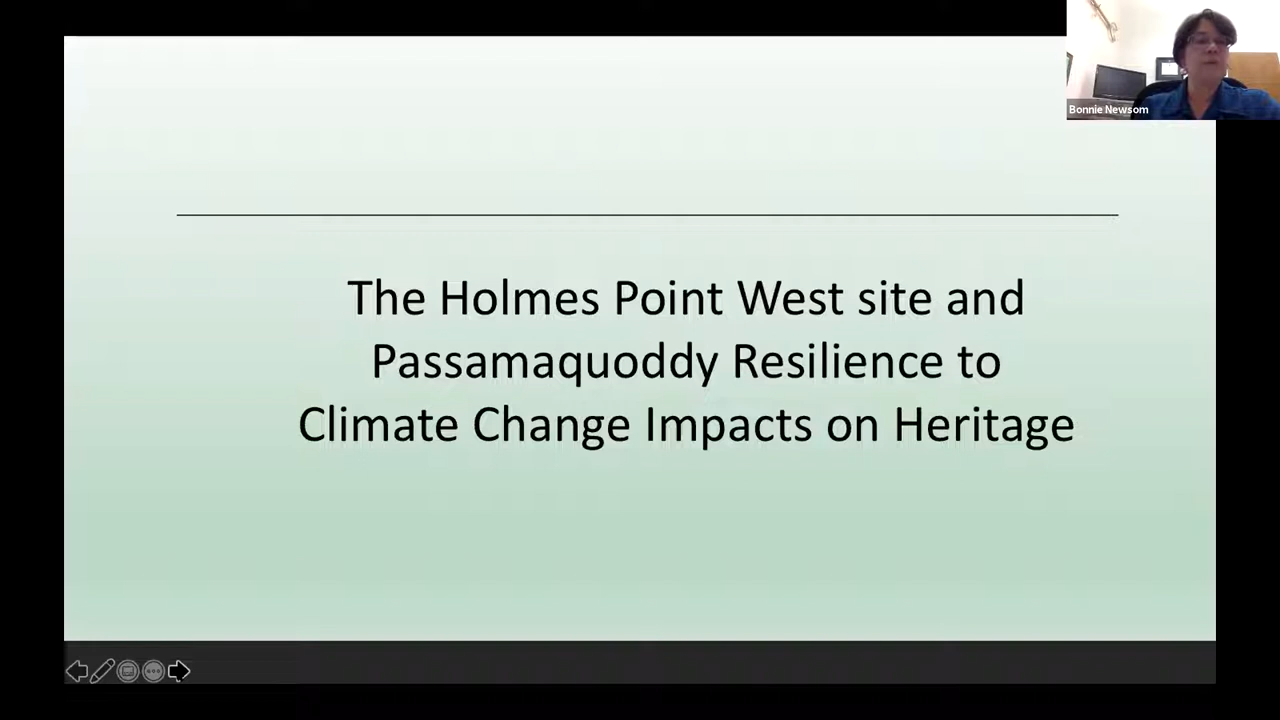 Bonnie Newsom
The Holmes Point West site and
Passamaquoddy Resilience to
Climate Change Impacts on Heritage